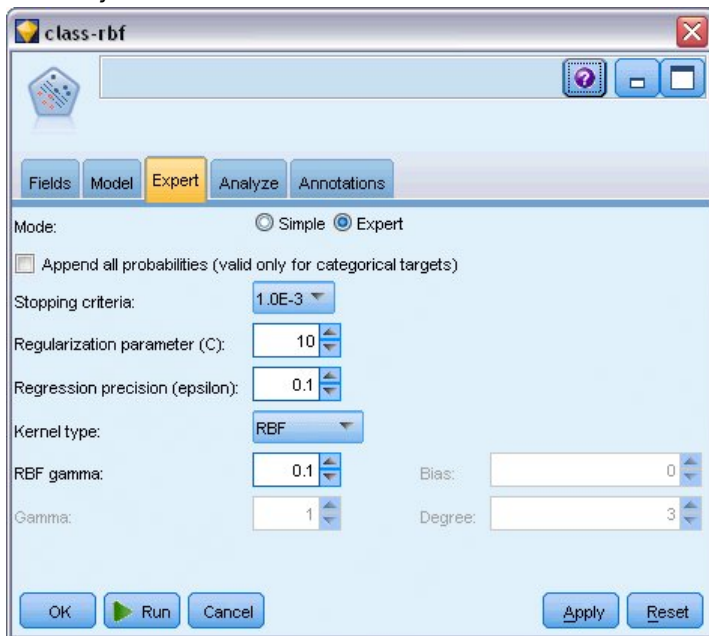 class-rbf
Fields Model Expert Analyze Annotations
Mode: Simple Expert
Append all probabilities (valid only for categorical targets)
Stopping criteria: 1.0E-3
Regularization parameter (C): 10
Regression precision (epsilon): 0.1
Kernel type: RBF
RBF gamma: 0.1 Bias: 0
Gamma: 1 Degree: 3
OK Run Cancel Apply Reset